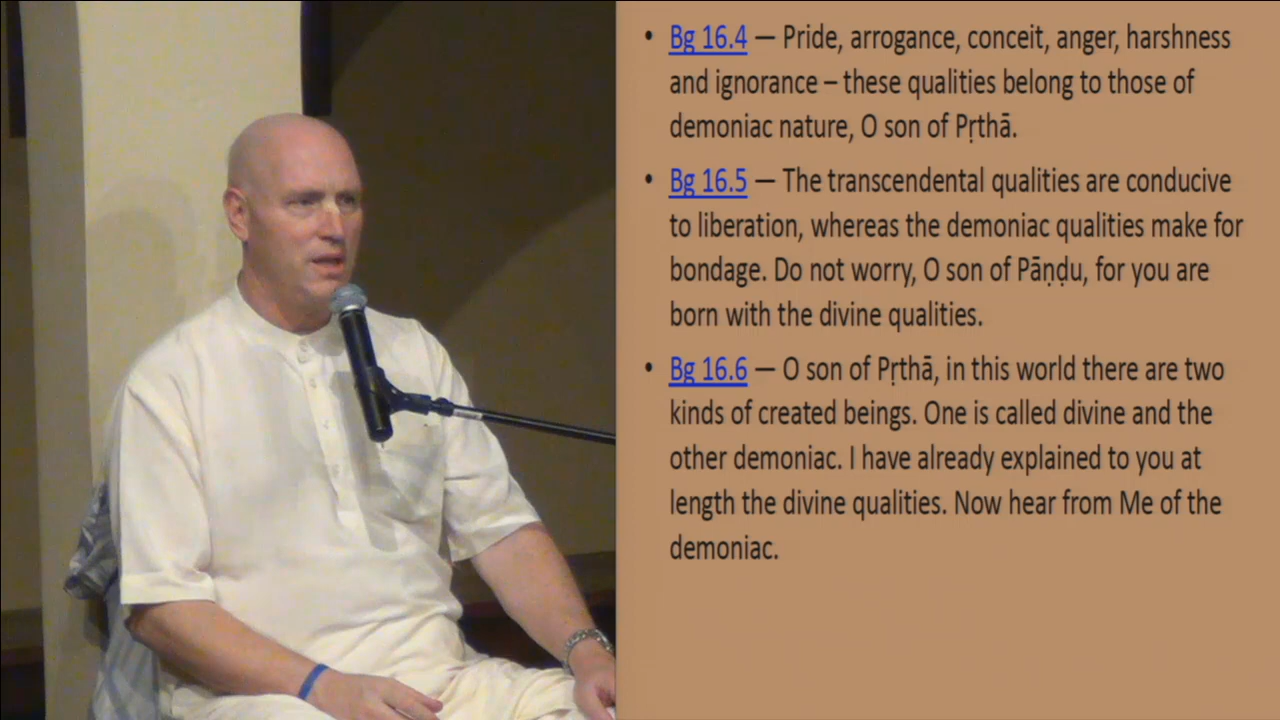 • Bg 16.4 — Pride, arrogance, conceit, anger, harshness
and ignorance – these qualities belong to those of
demoniac nature, O son of Pṛthā.
• Bg 16.5 — The transcendental qualities are conducive
to liberation, whereas the demoniac qualities make for
bondage. Do not worry, O son of Pāṇḍu, for you are
born with the divine qualities.
• Bg 16.6 — O son of Pṛthā, in this world there are two
kinds of created beings. One is called divine and the
other demoniac. I have already explained to you at
length the divine qualities. Now hear from Me of the
demoniac.